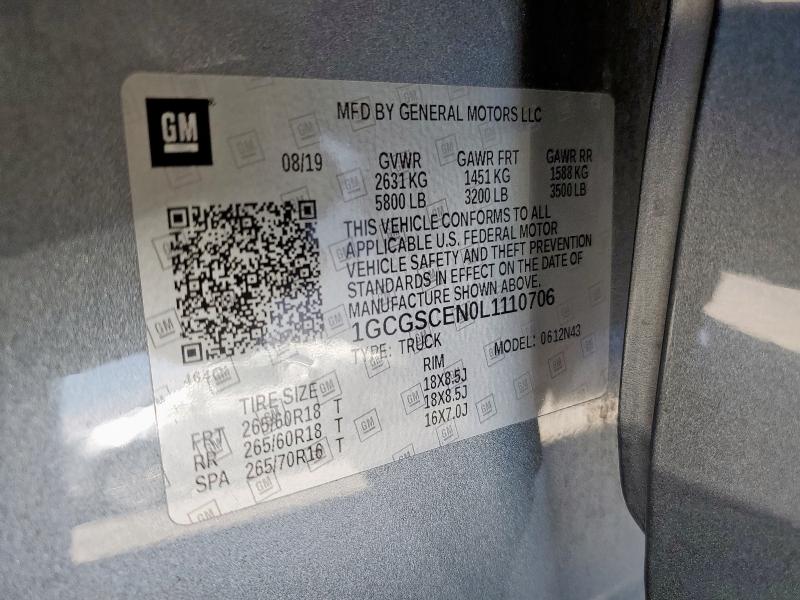 GM
MFD BY GENERAL MOTORS LLC
08/19 GVWR GAWR FRT GAWR RR
2631 KG 1451 KG 1588 KG
5800 LB 3200 LB 3500 LB
THIS VEHICLE CONFORMS TO ALL
APPLICABLE U.S. FEDERAL MOTOR
VEHICLE SAFETY AND THEFT PREVENTION
STANDARDS IN EFFECT ON THE DATE OF
MANUFACTURE SHOWN ABOVE.
1GCGSCEN0L1110706
TYPE: TRUCK MODEL: 0612N43
TIRE SIZE RIM
FRT 265/60R18 T 18X8.5J
RR 265/60R18 T 18X8.5J
SPA 265/70R16 T 16X7.0J